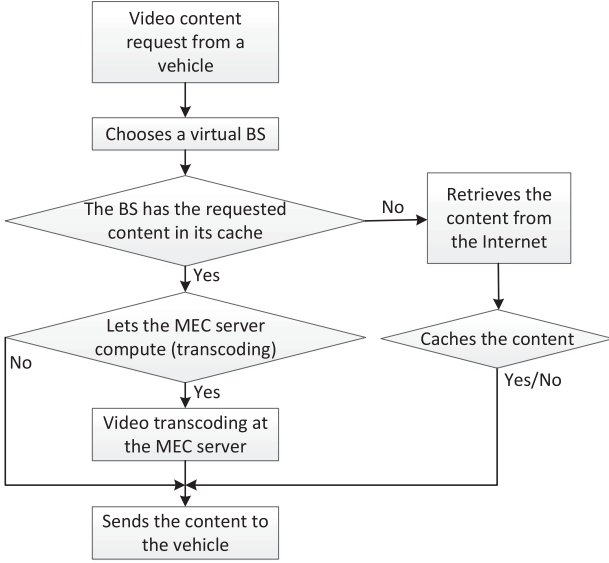 Video content
request from a
vehicle
Chooses a virtual BS
The BS has the requested
content in its cache
No
Retrieves the
content from
the Internet
Yes
Lets the MEC server
compute (transcoding)
Caches the content
No
Yes/No
Yes
Video transcoding at
the MEC server
Sends the content to
the vehicle